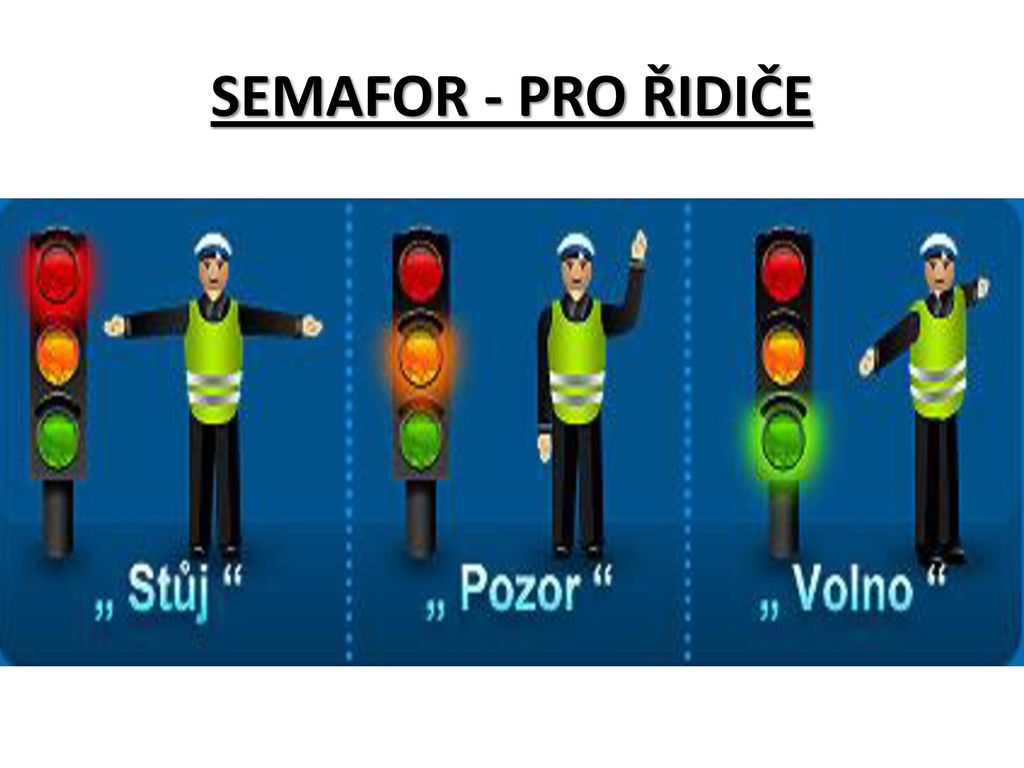 SEMAFOR - PRO ŘIDIČE
„ Stůj “
„ Pozor “
„ Volno “